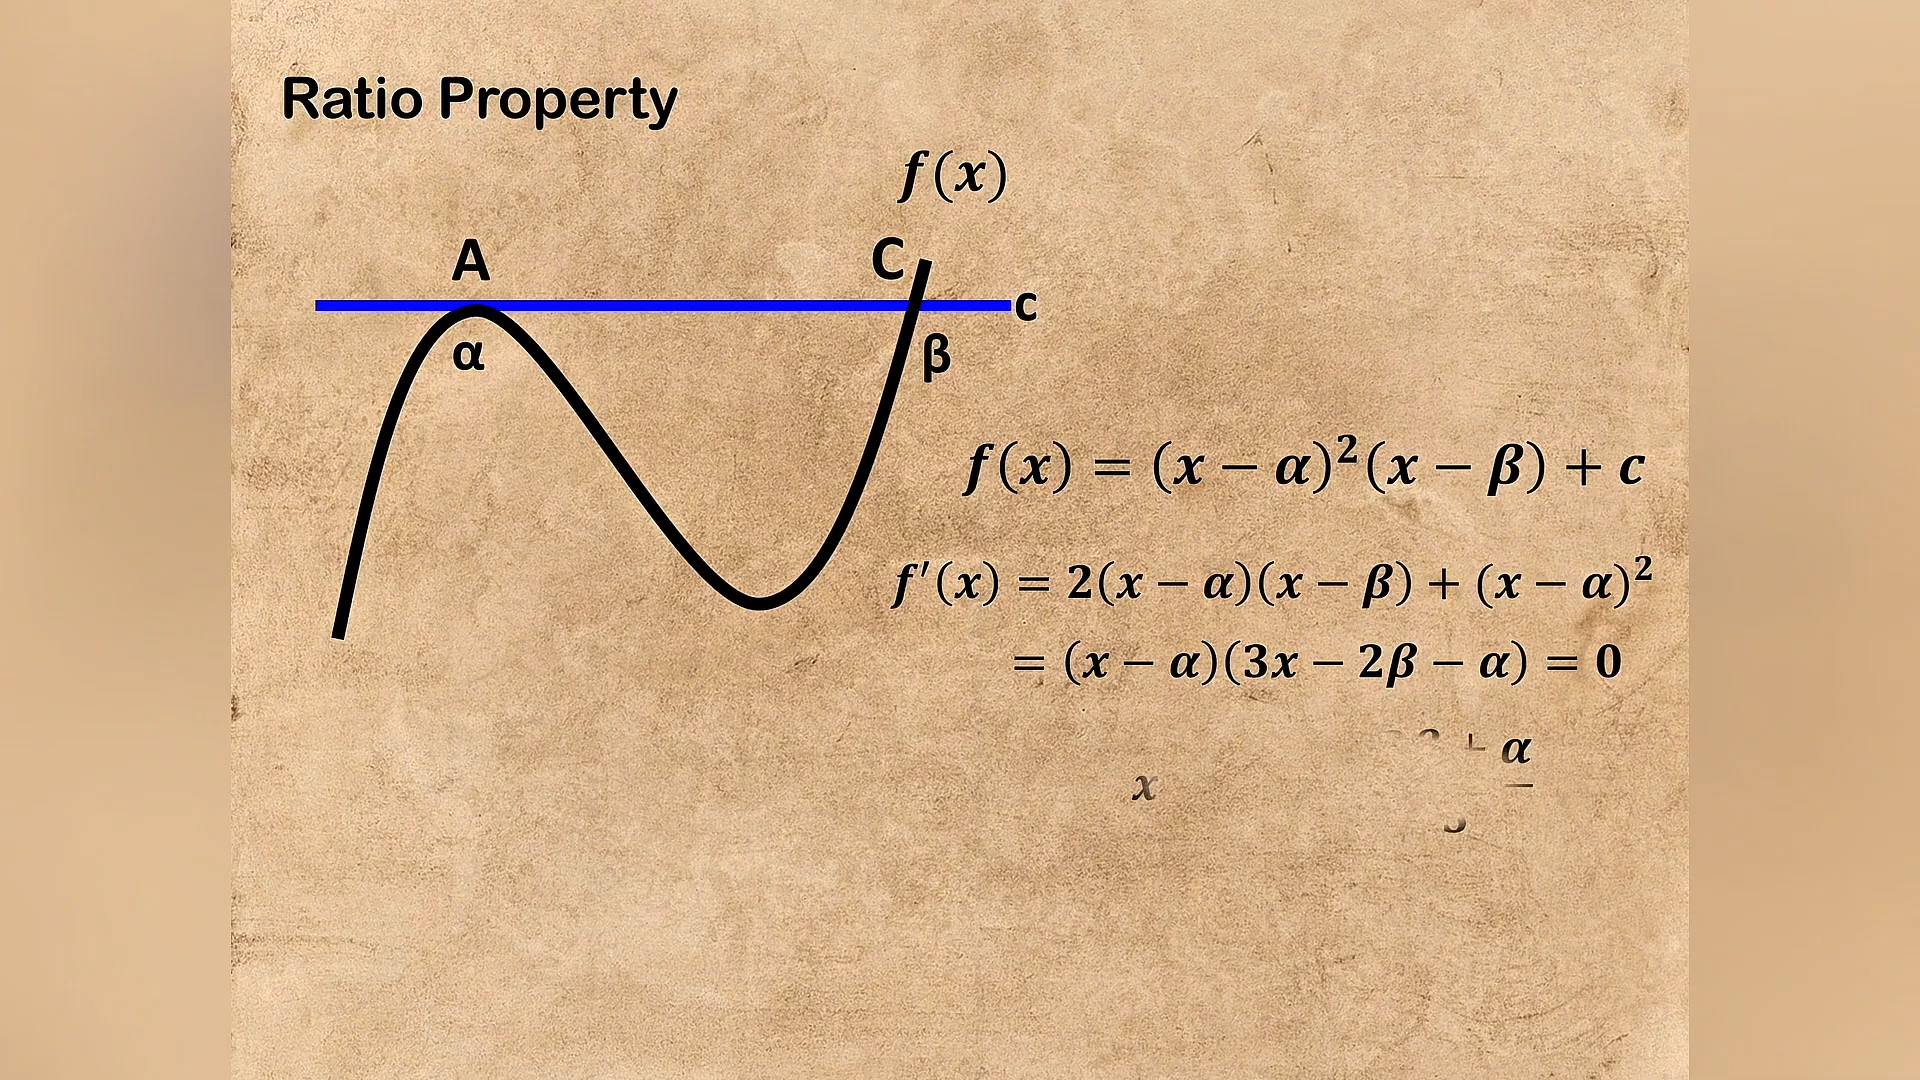 Ratio Property
f(x)
A
C
c
α
β
f(x) = (x − α)²(x − β) + c
f′(x) = 2(x − α)(x − β) + (x − α)²
= (x − α)(3x − 2β − α) = 0
x + α